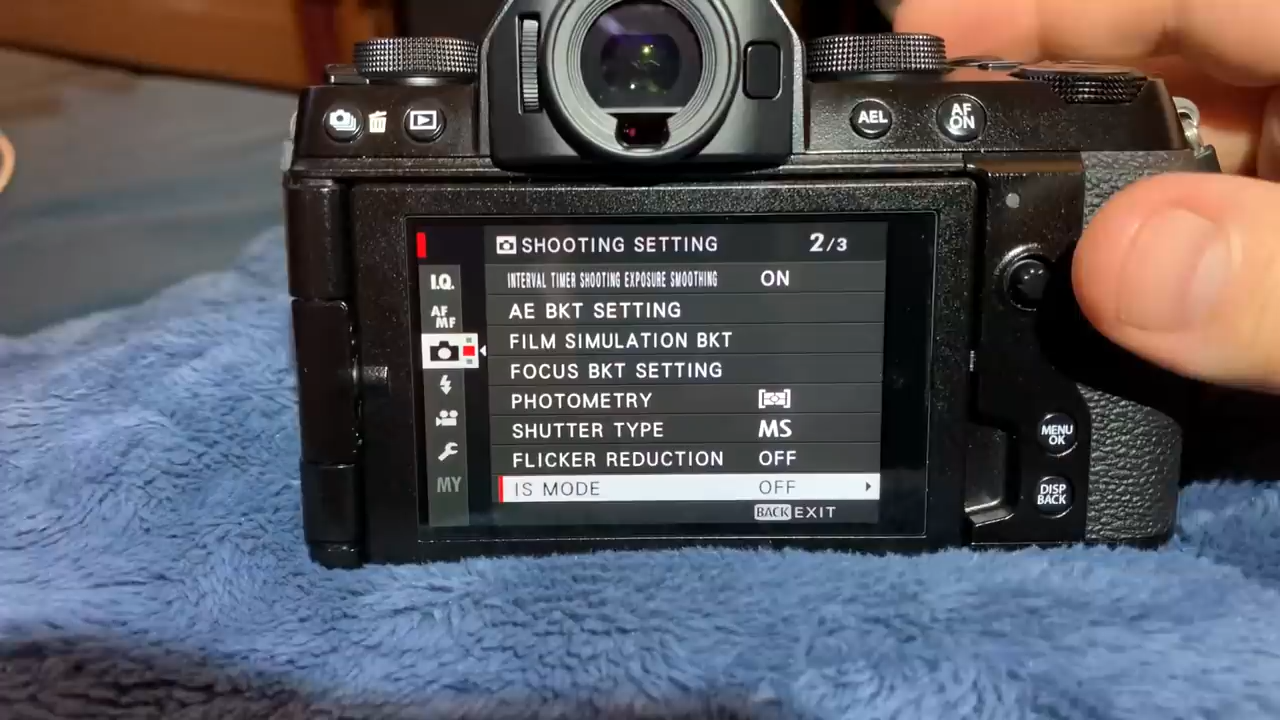 AEL
AF ON
SHOOTING SETTING 2/3
I.Q.
INTERVAL TIMER SHOOTING EXPOSURE SMOOTHING ON
AF MF
AE BKT SETTING
FILM SIMULATION BKT
FOCUS BKT SETTING
PHOTOMETRY
SHUTTER TYPE MS
FLICKER REDUCTION OFF
MY
IS MODE OFF
BACK EXIT
MENU OK
DISP BACK